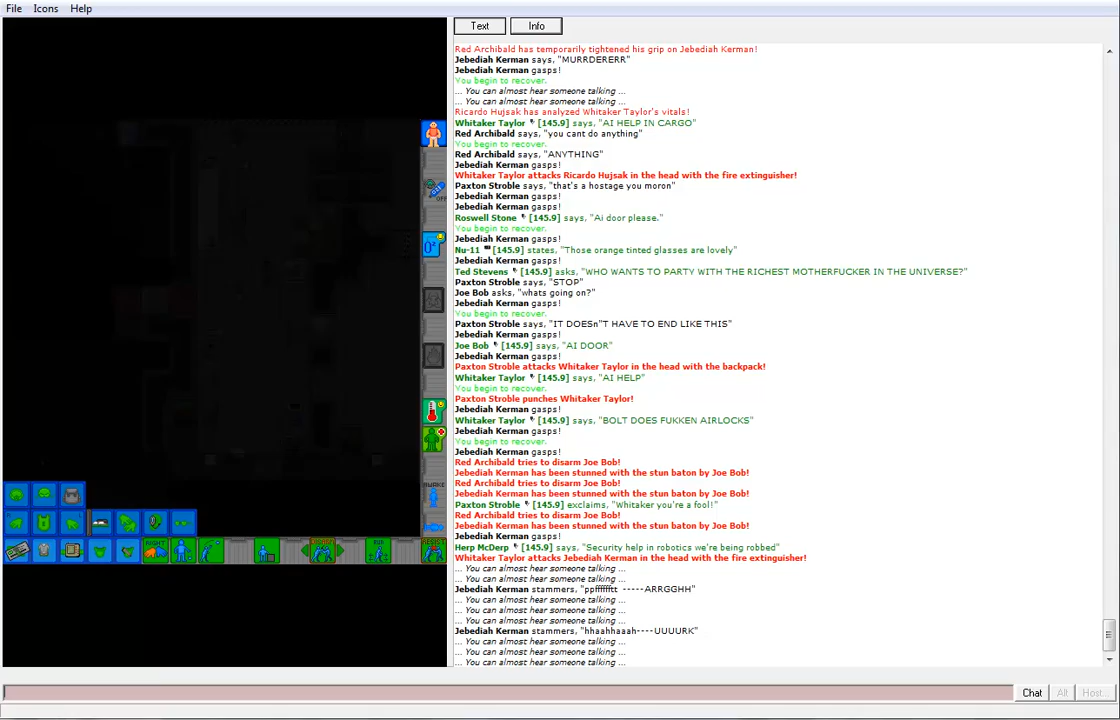 File Icons Help
Text Info
Red Archibald has temporarily tightened his grip on Jebediah Kerman!
Jebediah Kerman says, "MURRDERERR"
Jebediah Kerman gasps!
You begin to recover.
... You can almost hear someone talking ...
... You can almost hear someone talking ...
Ricardo Hujsak has analyzed Whitaker Taylor's vitals!
Whitaker Taylor [145.9] says, "AI HELP IN CARGO"
Red Archibald says, "you cant do anything"
You begin to recover.
Red Archibald says, "ANYTHING"
Jebediah Kerman gasps!
Whitaker Taylor attacks Ricardo Hujsak in the head with the fire extinguisher!
Paxton Stroble says, "that's a hostage you moron"
Jebediah Kerman gasps!
Jebediah Kerman gasps!
Roswell Stone [145.9] says, "Ai door please."
You begin to recover.
Jebediah Kerman gasps!
Nu-11 [145.9] states, "Those orange tinted glasses are lovely"
Jebediah Kerman gasps!
Ted Stevens [145.9] asks, "WHO WANTS TO PARTY WITH THE RICHEST MOTHERFUCKER IN THE UNIVERSE?"
Paxton Stroble says, "STOP"
Joe Bob asks, "whats going on?"
Jebediah Kerman gasps!
You begin to recover.
Paxton Stroble says, "IT DOESn"T HAVE TO END LIKE THIS"
Jebediah Kerman gasps!
Joe Bob [145.9] says, "AI DOOR"
Jebediah Kerman gasps!
Paxton Stroble attacks Whitaker Taylor in the head with the backpack!
Whitaker Taylor [145.9] says, "AI HELP"
You begin to recover.
Paxton Stroble punches Whitaker Taylor!
Jebediah Kerman gasps!
Whitaker Taylor [145.9] says, "BOLT DOES FUKKEN AIRLOCKS"
Jebediah Kerman gasps!
You begin to recover.
Jebediah Kerman gasps!
Red Archibald tries to disarm Joe Bob!
Jebediah Kerman has been stunned with the stun baton by Joe Bob!
Red Archibald tries to disarm Joe Bob!
Jebediah Kerman has been stunned with the stun baton by Joe Bob!
Paxton Stroble [145.9] exclaims, "Whitaker you're a fool!"
Red Archibald tries to disarm Joe Bob!
Jebediah Kerman has been stunned with the stun baton by Joe Bob!
Jebediah Kerman gasps!
Herp McDerp [145.9] says, "Security help in robotics we're being robbed"
Whitaker Taylor attacks Jebediah Kerman in the head with the fire extinguisher!
... You can almost hear someone talking ...
... You can almost hear someone talking ...
Jebediah Kerman stammers, "ppffffffftt -----ARRGGHH"
... You can almost hear someone talking ...
... You can almost hear someone talking ...
... You can almost hear someone talking ...
Jebediah Kerman stammers, "hhaahhaaah----UUUURK"
... You can almost hear someone talking ...
... You can almost hear someone talking ...
... You can almost hear someone talking ...
OFF
O²
AWAKE
RIGHT
DISARM
RUN
RESIST
Chat All Host...